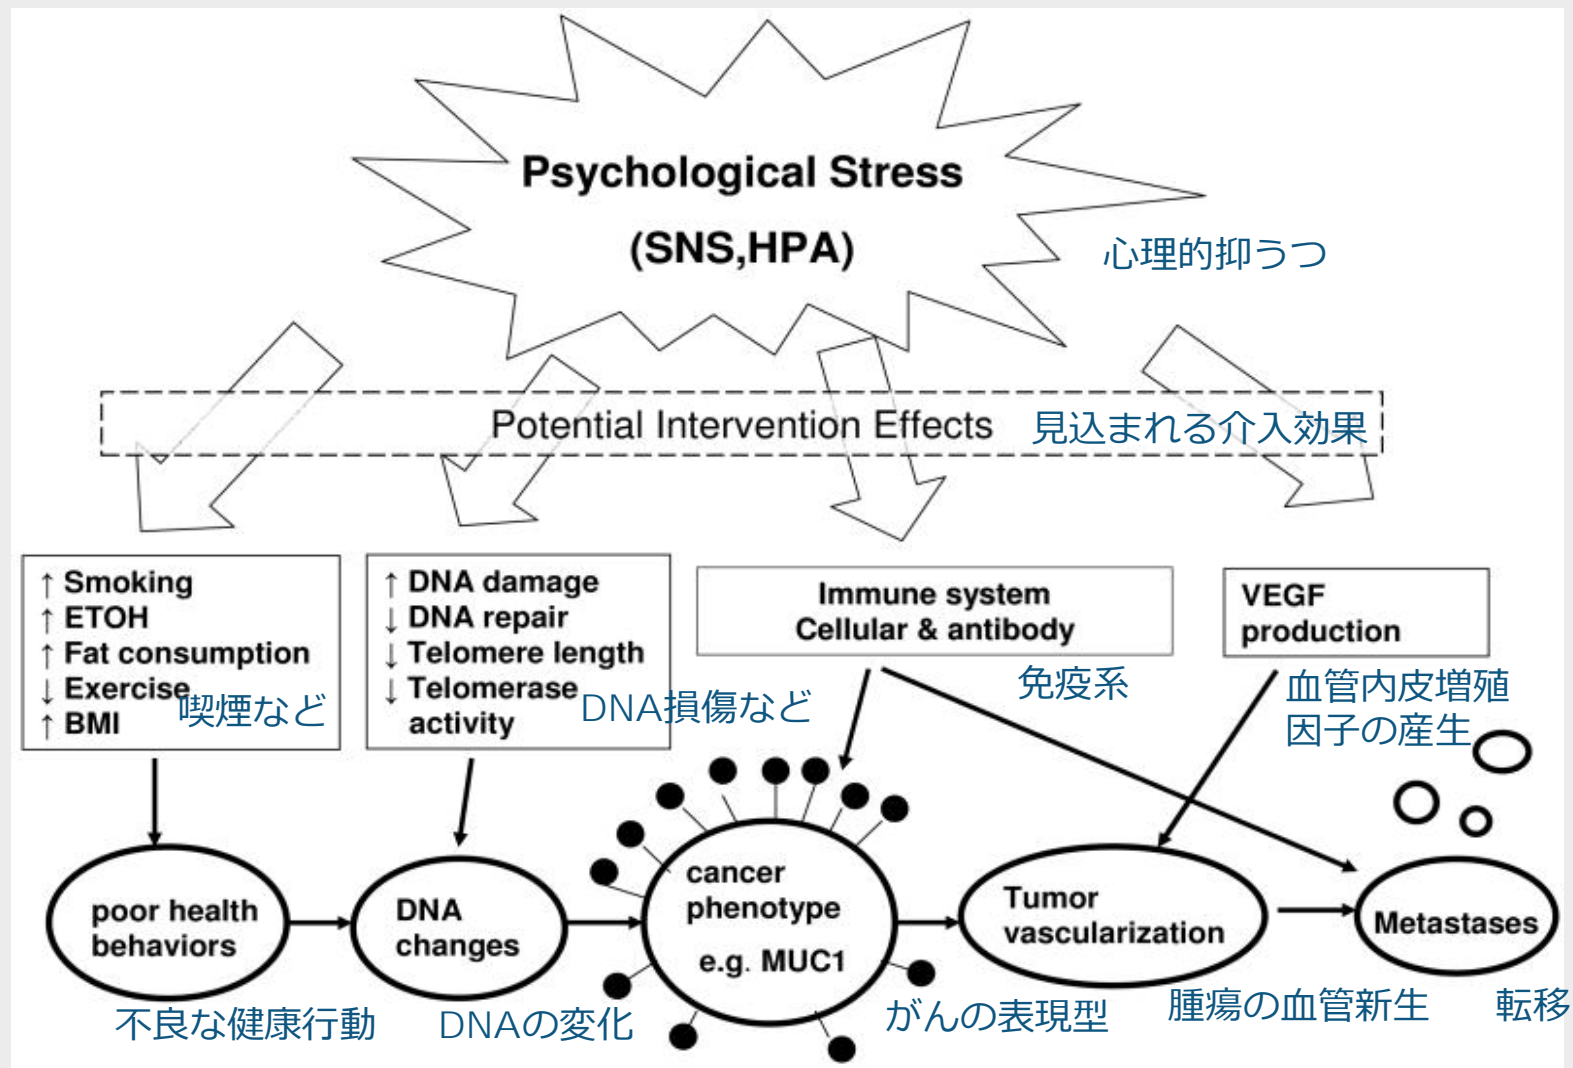 Psychological Stress
(SNS,HPA)
心理的抑うつ
Potential Intervention Effects 見込まれる介入効果
↑ Smoking
↑ ETOH
↑ Fat consumption
↓ Exercise
↑ BMI
喫煙など
↑ DNA damage
↓ DNA repair
↓ Telomere length
↓ Telomerase
activity
DNA損傷など
Immune system
Cellular & antibody
免疫系
VEGF
production
血管内皮増殖
因子の産生
poor health
behaviors
不良な健康行動
DNA
changes
DNAの変化
cancer
phenotype
e.g. MUC1
がんの表現型
Tumor
vascularization
腫瘍の血管新生
Metastases
転移